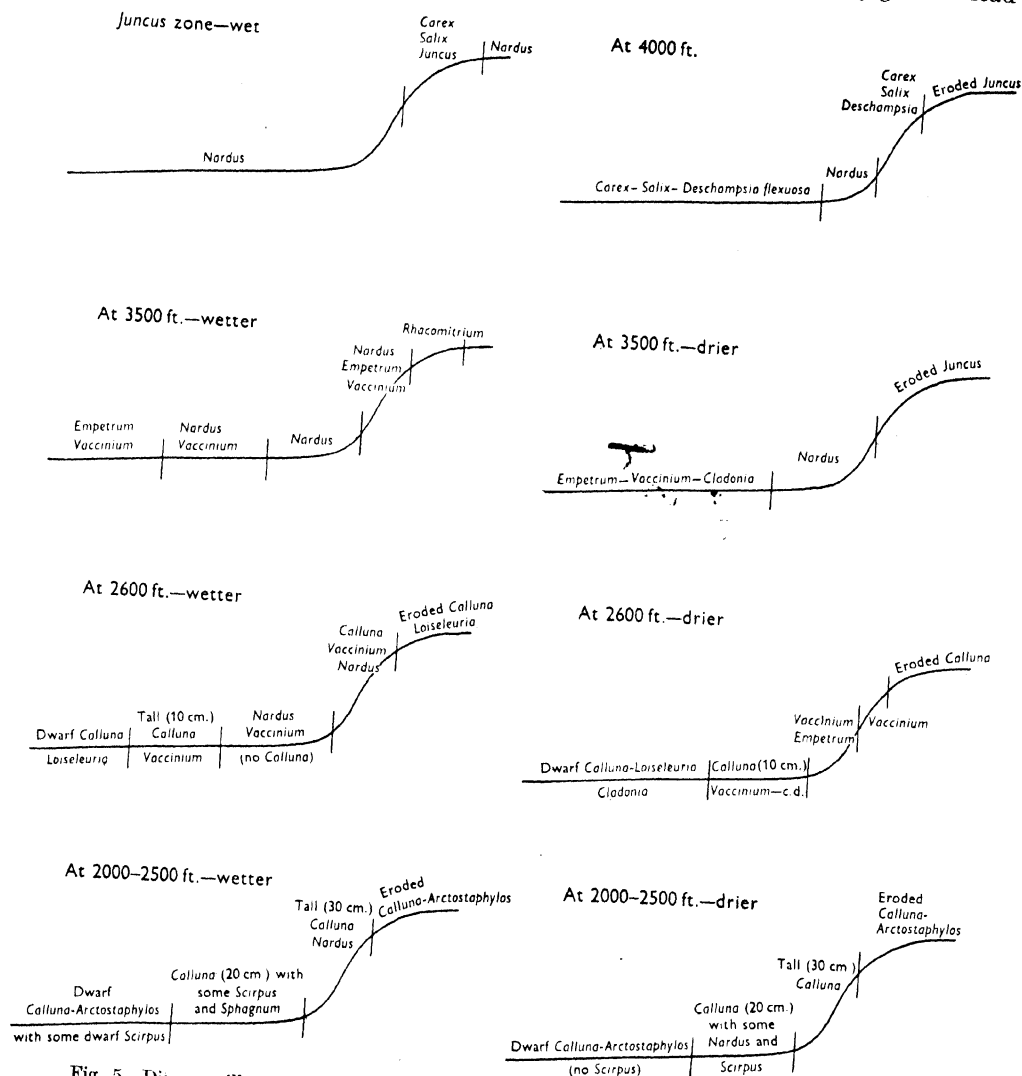 Juncus zone—wet
Carex
Salix
Juncus
Nardus
Nardus
At 4000 ft.
Carex
Salix
Deschampsia
Eroded Juncus
Nardus
Carex–Salix–Deschampsia flexuosa
At 3500 ft.—wetter
Rhacomitrium
Nardus
Empetrum
Vaccinium
Empetrum
Vaccinium
Nardus
Vaccinium
Nardus
At 3500 ft.—drier
Eroded Juncus
Nardus
Empetrum—Vaccinium—Cladonia
At 2600 ft.—wetter
Calluna
Vaccinium
Nardus
Eroded Calluna
Loiseleuria
Dwarf Calluna
Loiseleuria
Tall (10 cm.)
Calluna
Vaccinium
Nardus
Vaccinium
(no Calluna)
At 2600 ft.—drier
Eroded Calluna
Vaccinium
Empetrum
Vaccinium
Dwarf Calluna-Loiseleuria
Cladonia
Calluna (10 cm.)
Vaccinium—c.d.
At 2000–2500 ft.—wetter
Tall (30 cm.)
Calluna
Nardus
Eroded
Calluna-Arctostaphylos
Dwarf
Calluna-Arctostaphylos
with some dwarf Scirpus
Calluna (20 cm) with
some Scirpus
and Sphagnum
At 2000–2500 ft.—drier
Eroded
Calluna-
Arctostaphylos
Tall (30 cm)
Calluna
Calluna (20 cm.)
with some
Nardus and
Scirpus
Dwarf Calluna-Arctostaphylos
(no Scirpus)
Fig. 5.